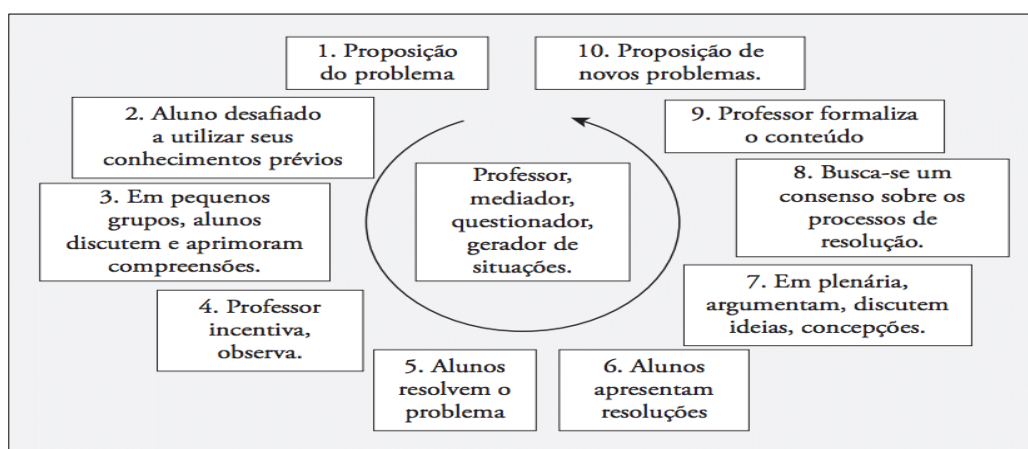 1. Proposição
do problema
2. Aluno desafiado
a utilizar seus
conhecimentos prévios
3. Em pequenos
grupos, alunos
discutem e aprimoram
compreensões.
4. Professor
incentiva,
observa.
5. Alunos
resolvem o
problema
6. Alunos
apresentam
resoluções
7. Em plenária,
argumentam, discutem
ideias, concepções.
8. Busca-se um
consenso sobre os
processos de
resolução.
9. Professor formaliza
o conteúdo
10. Proposição de
novos problemas.
Professor,
mediador,
questionador,
gerador de
situações.